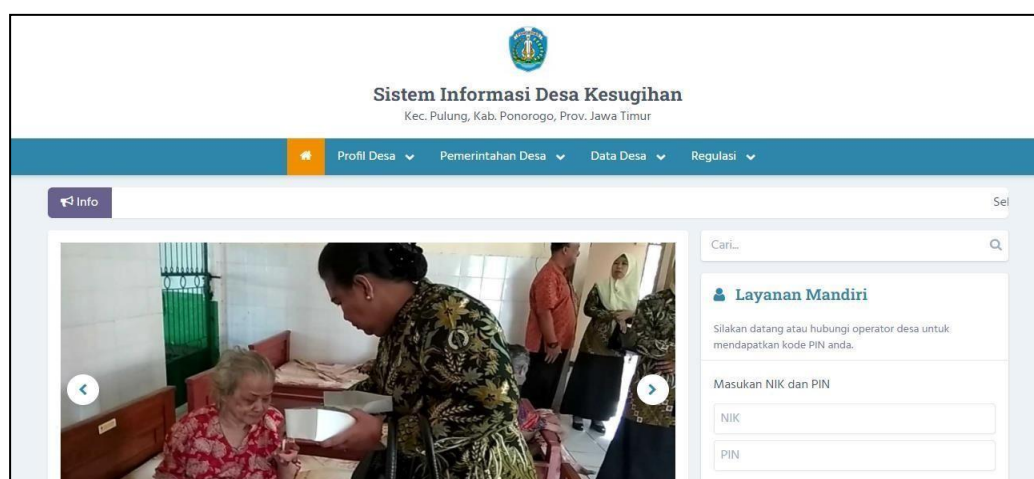 Sistem Informasi Desa Kesugihan
Kec. Pulung, Kab. Ponorogo, Prov. Jawa Timur
Profil Desa Pemerintahan Desa Data Desa Regulasi
Info
Sel
Cari...
Layanan Mandiri
Silakan datang atau hubungi operator desa untuk
mendapatkan kode PIN anda.
Masukan NIK dan PIN
NIK
PIN